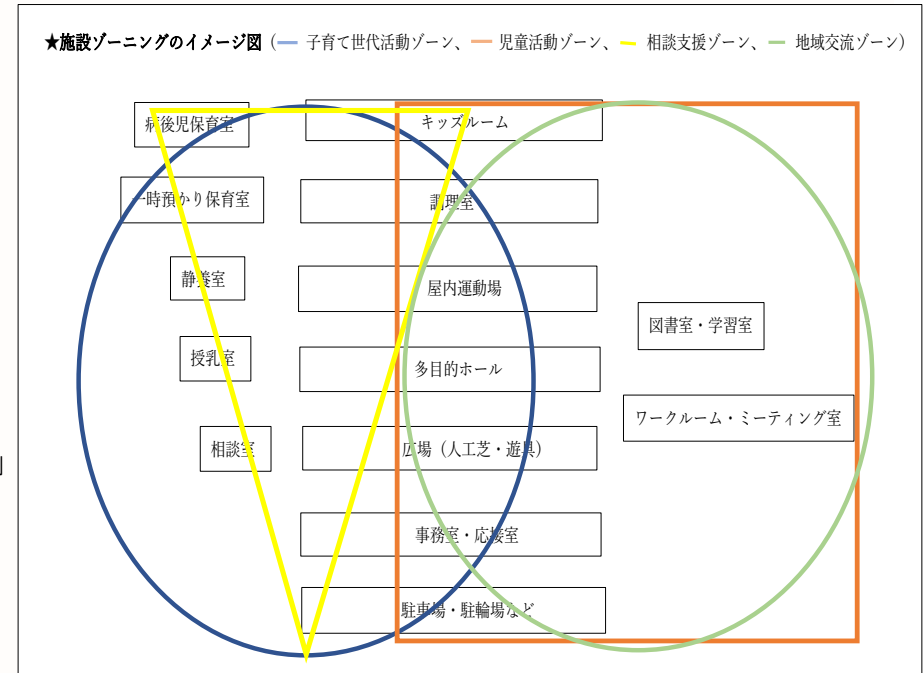 ★施設ゾーニングのイメージ図（ー 子育て世代活動ゾーン、ー 児童活動ゾーン、ー 相談支援ゾーン、ー 地域交流ゾーン）
病後児保育室
キッズルーム
一時預かり保育室
調理室
静養室
屋内運動場
図書室・学習室
授乳室
多目的ホール
ワークルーム・ミーティング室
相談室
広場（人工芝・遊具）
事務室・応接室
駐車場・駐輪場など